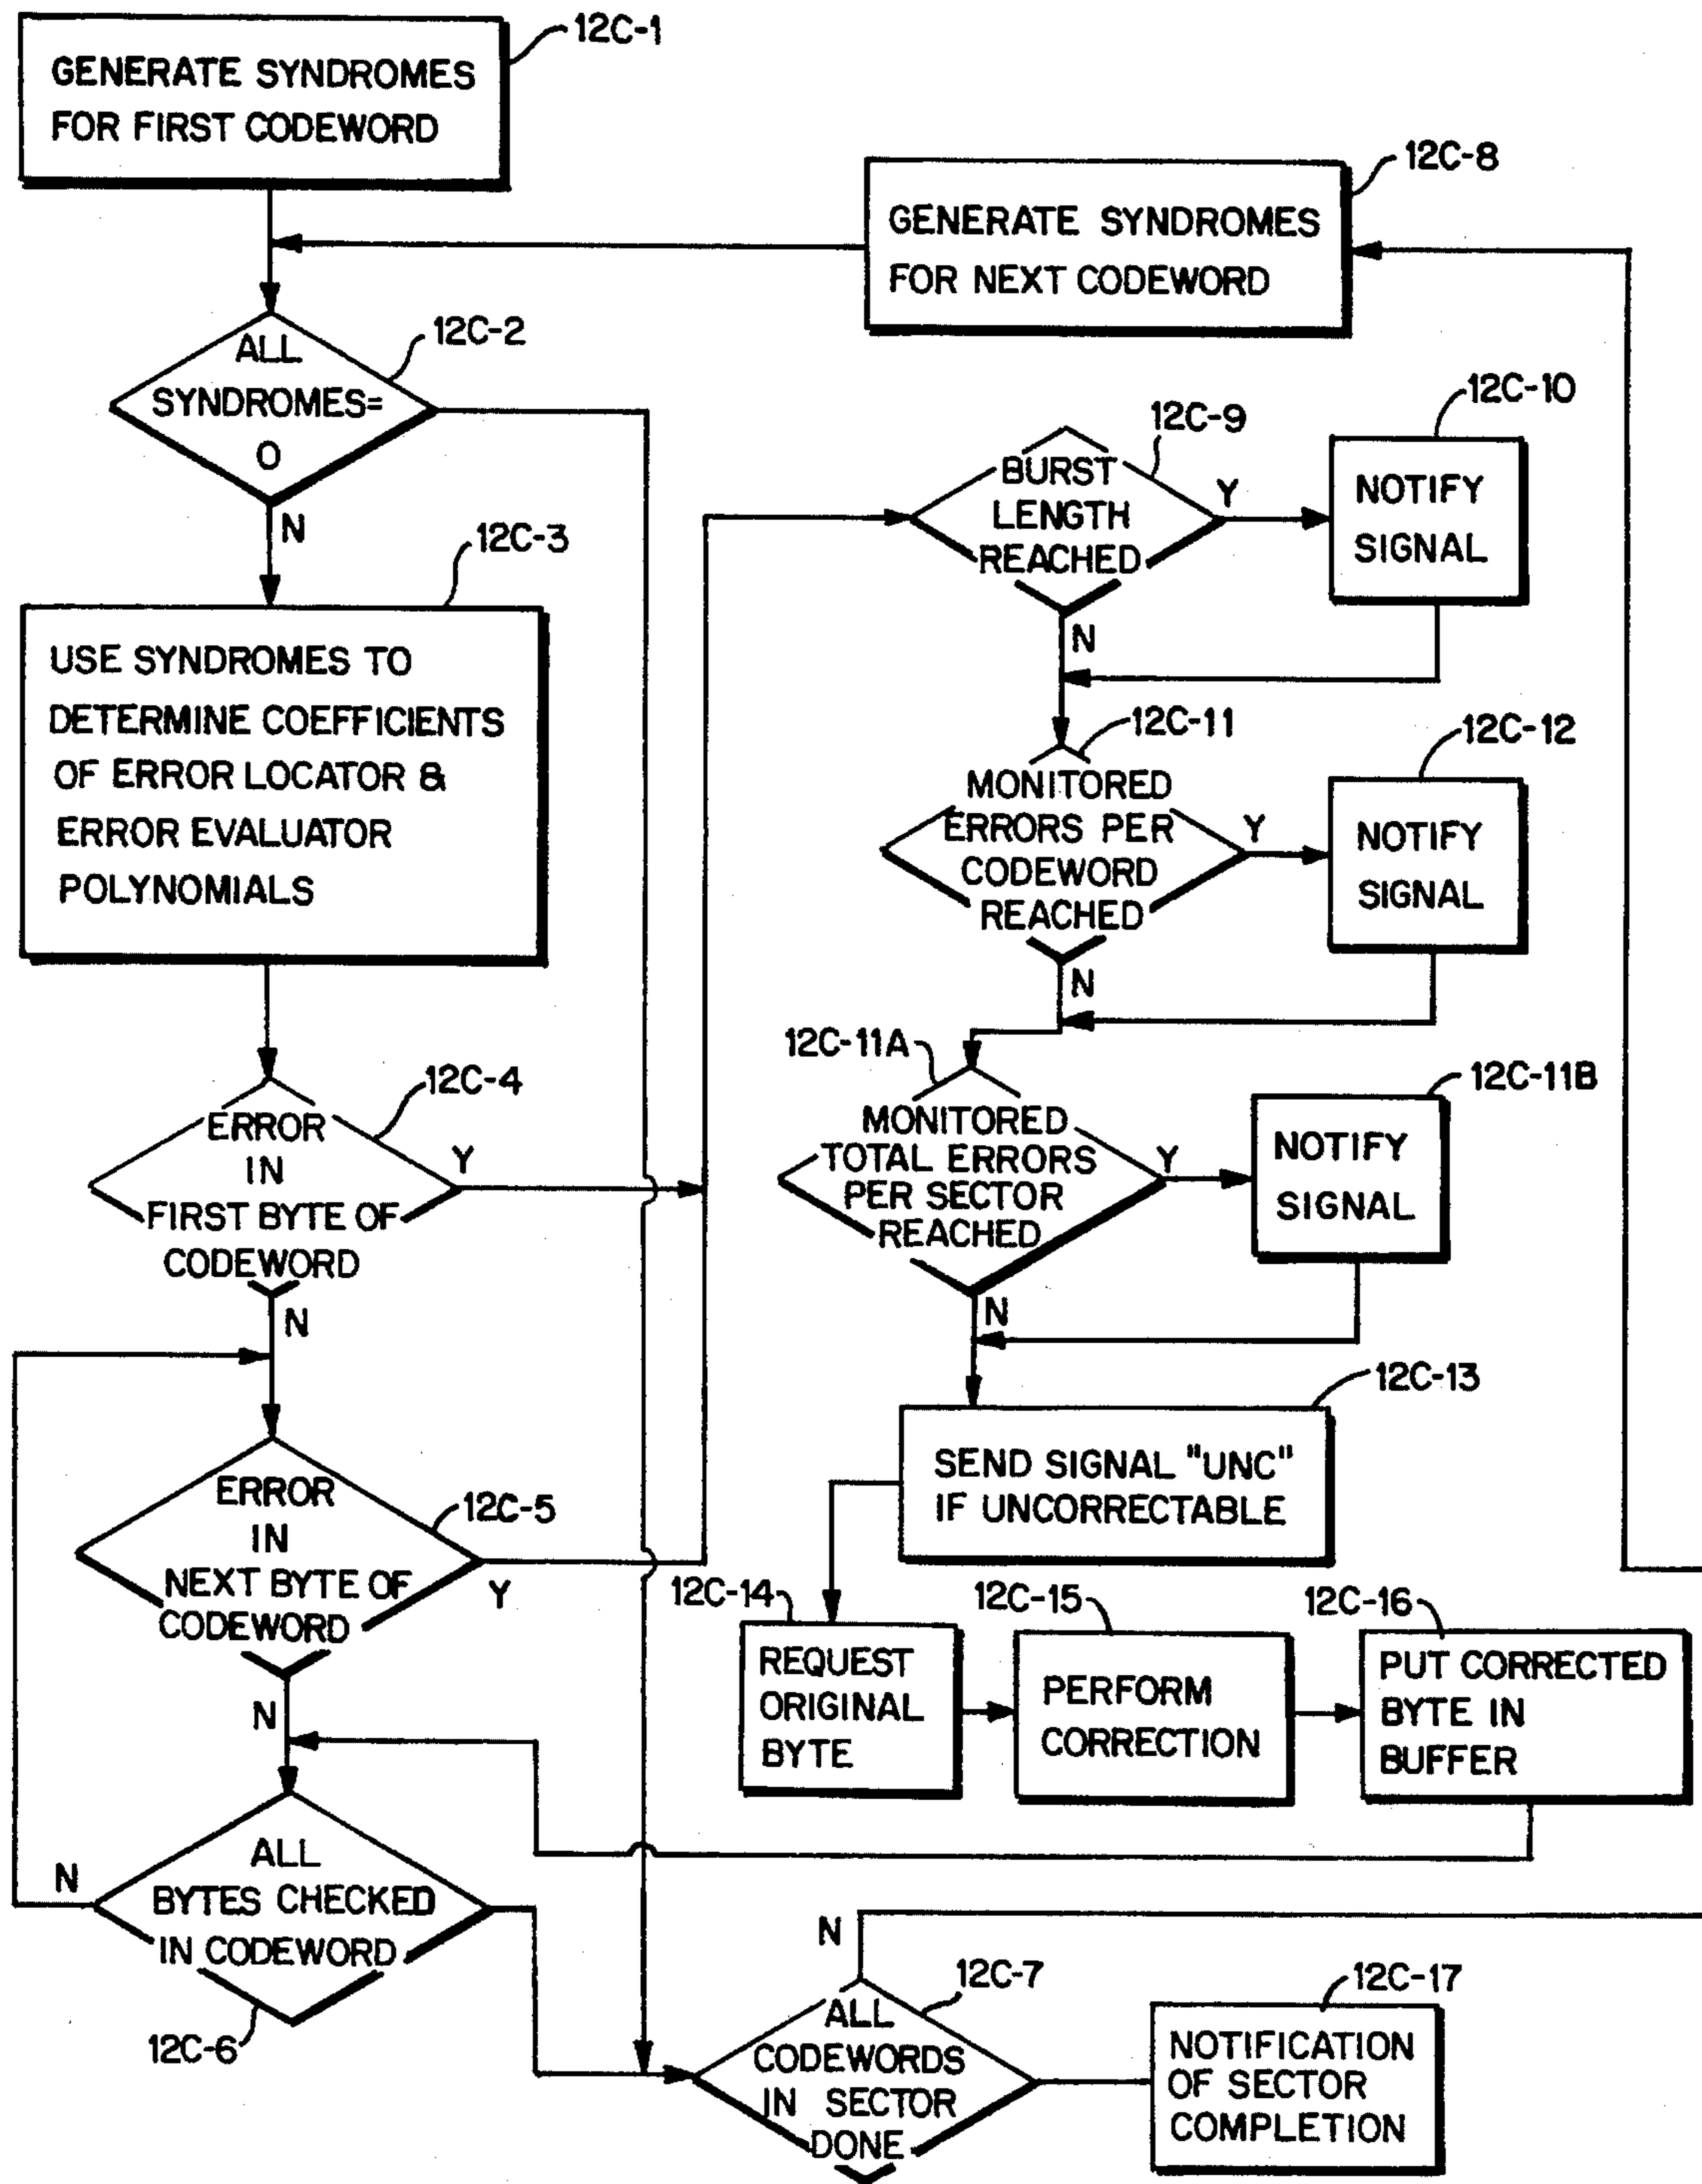 12C-1
GENERATE SYNDROMES
FOR FIRST CODEWORD
12C-8
GENERATE SYNDROMES
FOR NEXT CODEWORD
12C-2
ALL
SYNDROMES=
0
N
12C-3
USE SYNDROMES TO
DETERMINE COEFFICIENTS
OF ERROR LOCATOR &
ERROR EVALUATOR
POLYNOMIALS
12C-4
ERROR
IN
FIRST BYTE OF
CODEWORD
Y
N
12C-5
ERROR
IN
NEXT BYTE OF
CODEWORD
Y
N
ALL
BYTES CHECKED
IN CODEWORD
N
12C-6
12C-9
BURST
LENGTH
REACHED
Y
N
12C-10
NOTIFY
SIGNAL
12C-11
MONITORED
ERRORS PER
CODEWORD
REACHED
Y
N
12C-12
NOTIFY
SIGNAL
12C-11A
MONITORED
TOTAL ERRORS
PER SECTOR
REACHED
Y
N
12C-11B
NOTIFY
SIGNAL
12C-13
SEND SIGNAL "UNC"
IF UNCORRECTABLE
12C-14
REQUEST
ORIGINAL
BYTE
12C-15
PERFORM
CORRECTION
12C-16
PUT CORRECTED
BYTE IN
BUFFER
N
12C-7
ALL
CODEWORDS
IN SECTOR
DONE
12C-17
NOTIFICATION
OF SECTOR
COMPLETION